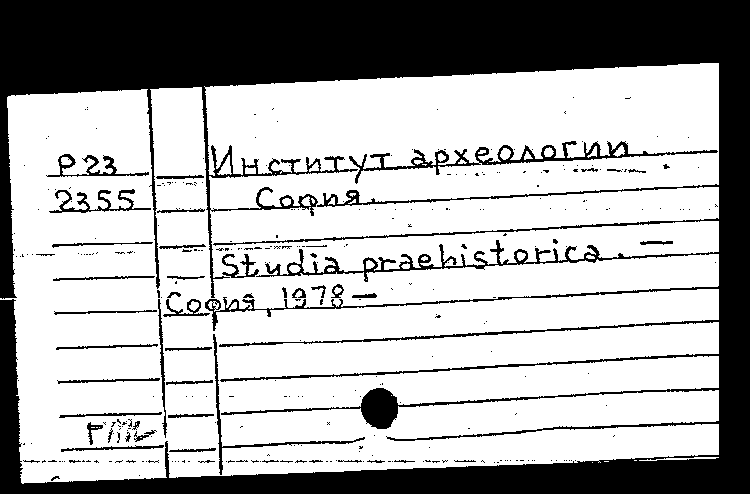 Р23 Институт археологии.
2355 София.
Studia praehistorica. —
София, 1978 —